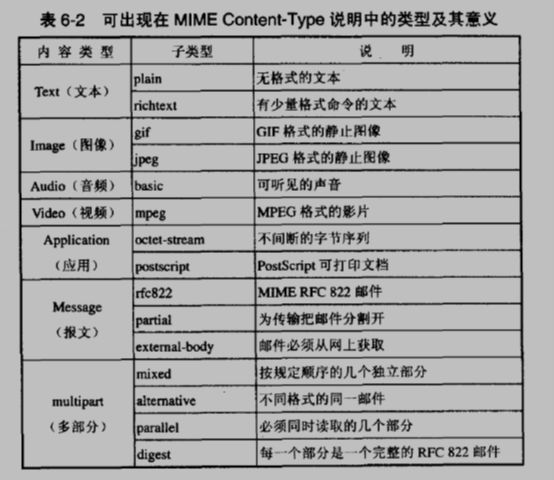 表 6-2 可出现在 MIME Content-Type 说明中的类型及其意义
内 容 类 型 子类型 说 明
Text（文本） plain 无格式的文本
richtext 有少量格式命令的文本
Image（图像） gif GIF 格式的静止图像
jpeg JPEG 格式的静止图像
Audio（音频） basic 可听见的声音
Video（视频） mpeg MPEG 格式的影片
Application
（应用） octet-stream 不间断的字节序列
postscript PostScript 可打印文档
Message
（报文） rfc822 MIME RFC 822 邮件
partial 为传输把邮件分割开
external-body 邮件必须从网上获取
multipart
（多部分） mixed 按规定顺序的几个独立部分
alternative 不同格式的同一邮件
parallel 必须同时读取的几个部分
digest 每一个部分是一个完整的 RFC 822 邮件